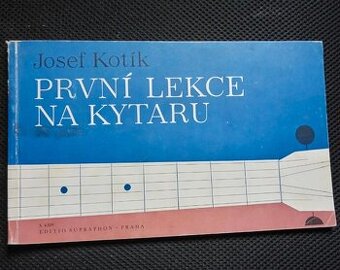 Josef Kotík
PRVNÍ LEKCE
NA KYTARU
EDITIO SUPRAPHON · PRAHA